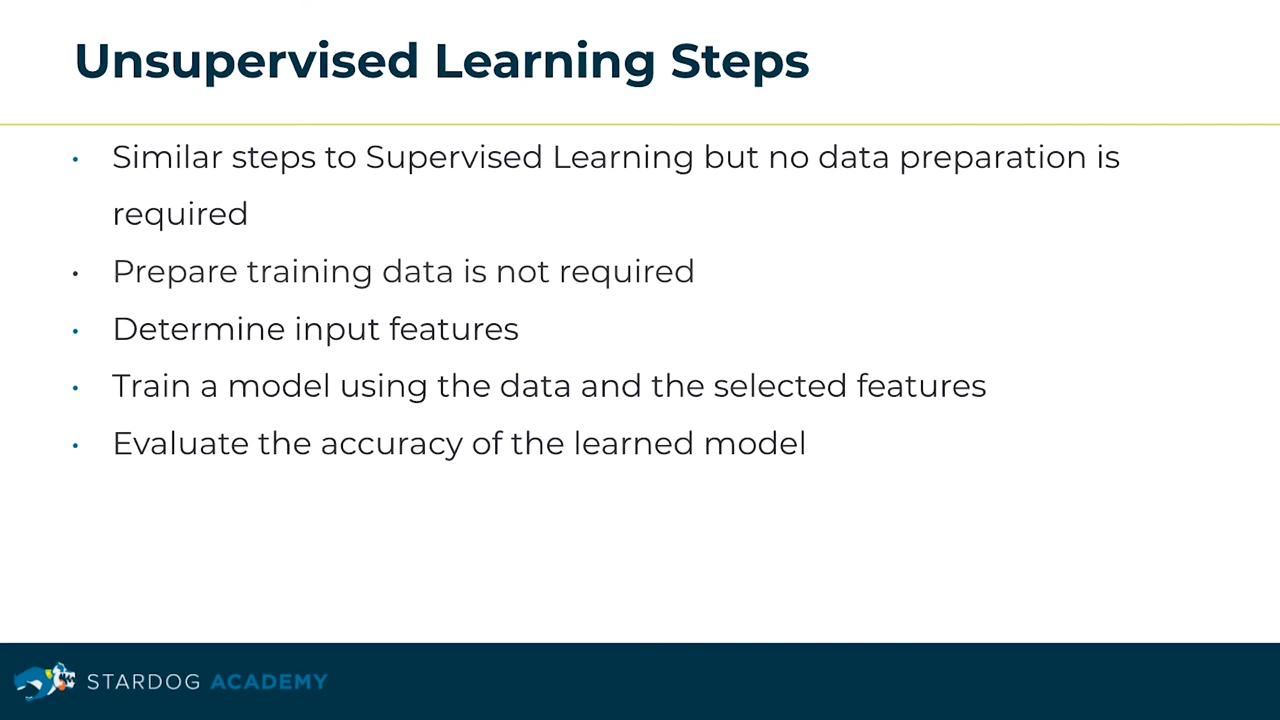 Unsupervised Learning Steps
• Similar steps to Supervised Learning but no data preparation is
required
• Prepare training data is not required
• Determine input features
• Train a model using the data and the selected features
• Evaluate the accuracy of the learned model
STARDOG ACADEMY